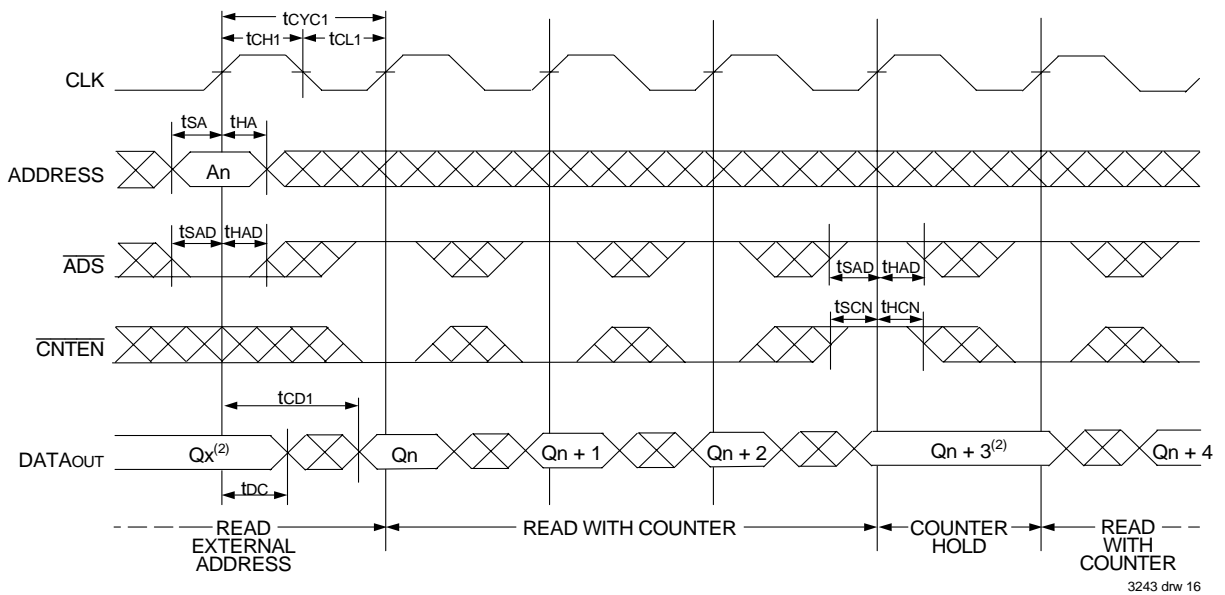 tCYC1
tCH1
tCL1
CLK
tSA
tHA
ADDRESS
An
tSAD
tHAD
ADS
tSAD
tHAD
tSCN
tHCN
CNTEN
tCD1
DATAOUT
Qx(2)
Qn
Qn + 1
Qn + 2
Qn + 3(2)
Qn + 4
tDC
READ
EXTERNAL
ADDRESS
READ WITH COUNTER
COUNTER
HOLD
READ
WITH
COUNTER
3243 drw 16